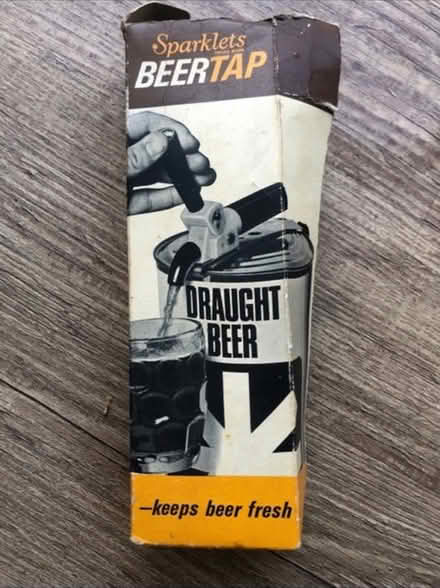 Sparklets
BEERTAP
DRAUGHT
BEER
—keeps beer fresh